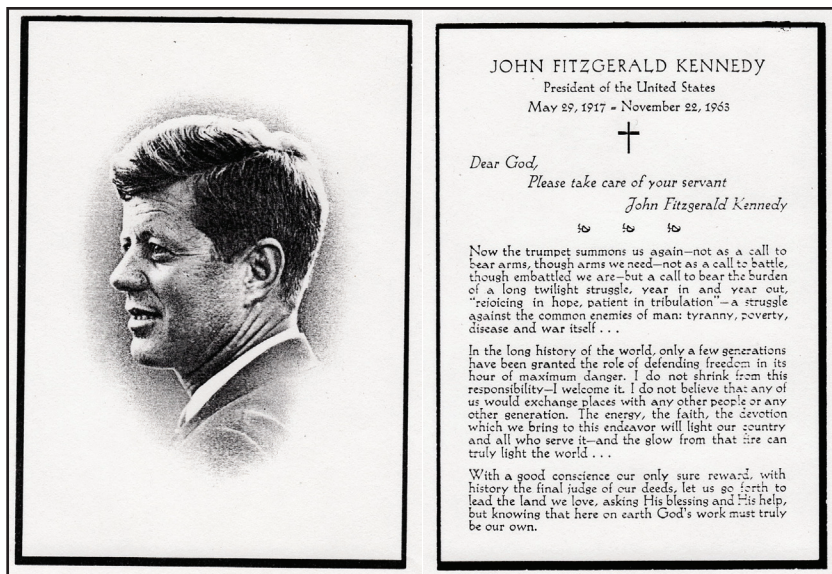 JOHN FITZGERALD KENNEDY
President of the United States
May 29, 1917 - November 22, 1963
Dear God,
Please take care of your servant
John Fitzgerald Kennedy
Now the trumpet summons us again—not as a call to
bear arms, though arms we need—not as a call to battle,
though embattled we are—but a call to bear the burden
of a long twilight struggle, year in and year out,
"rejoicing in hope, patient in tribulation"—a struggle
against the common enemies of man: tyranny, poverty,
disease and war itself . . .
In the long history of the world, only a few generations
have been granted the role of defending freedom in its
hour of maximum danger. I do not shrink from this
responsibility—I welcome it. I do not believe that any of
us would exchange places with any other people or any
other generation. The energy, the faith, the devotion
which we bring to this endeavor will light our country
and all who serve it—and the glow from that fire can
truly light the world . . .
With a good conscience our only sure reward, with
history the final judge of our deeds, let us go forth to
lead the land we love, asking His blessing and His help,
but knowing that here on earth God's work must truly
be our own.